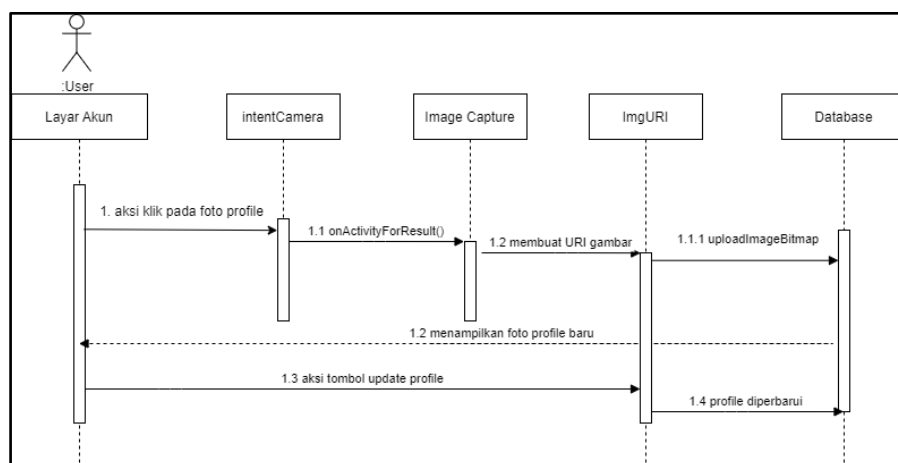 :User
Layar Akun
intentCamera
Image Capture
ImgURI
Database
1. aksi klik pada foto profile
1.1 onActivityForResult()
1.2 membuat URI gambar
1.1.1 uploadImageBitmap
1.2 menampilkan foto profile baru
1.3 aksi tombol update profile
1.4 profile diperbarui